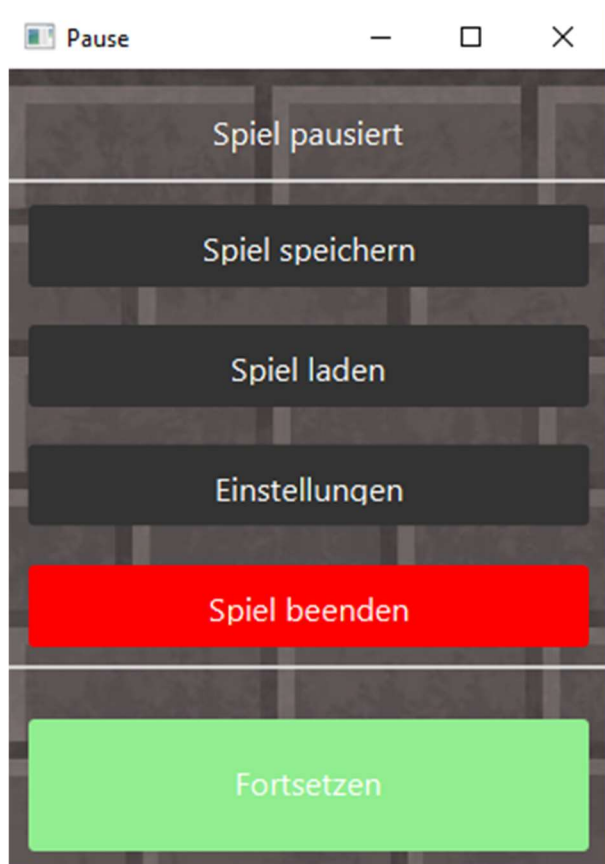 Pause
Spiel pausiert
Spiel speichern
Spiel laden
Einstellungen
Spiel beenden
Fortsetzen